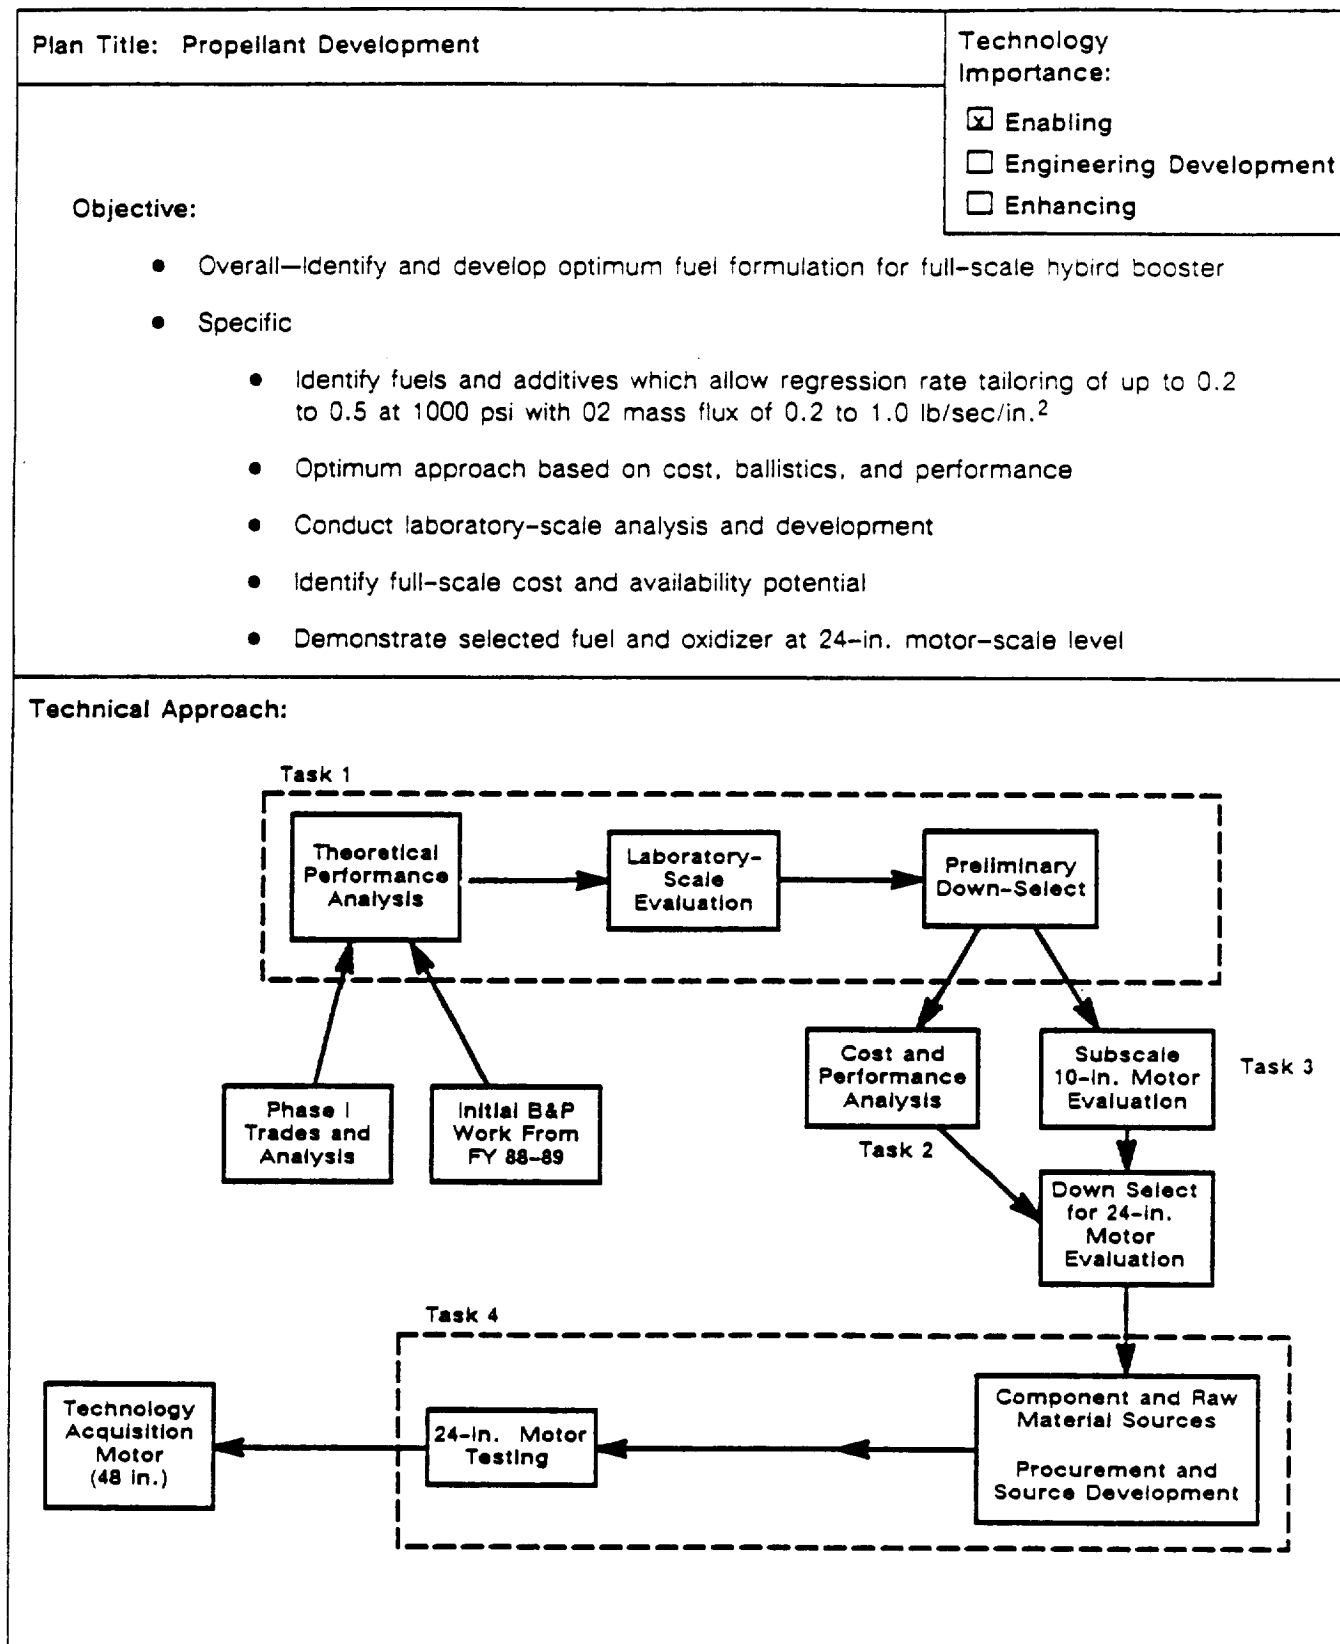 Plan Title: Propellant Development
Technology
Importance:
x Enabling
Engineering Development
Enhancing
Objective:
• Overall—Identify and develop optimum fuel formulation for full-scale hybird booster
• Specific
• Identify fuels and additives which allow regression rate tailoring of up to 0.2
to 0.5 at 1000 psi with 02 mass flux of 0.2 to 1.0 lb/sec/in.2
• Optimum approach based on cost, ballistics, and performance
• Conduct laboratory-scale analysis and development
• Identify full-scale cost and availability potential
• Demonstrate selected fuel and oxidizer at 24-in. motor-scale level
Technical Approach:
Task 1
Theoretical
Performance
Analysis
Laboratory-
Scale
Evaluation
Preliminary
Down-Select
Phase I
Trades and
Analysis
Initial B&P
Work From
FY 88-89
Cost and
Performance
Analysis
Task 2
Subscale
10-in. Motor
Evaluation
Task 3
Down Select
for 24-in.
Motor
Evaluation
Task 4
Component and Raw
Material Sources
Procurement and
Source Development
24-in. Motor
Testing
Technology
Acquisition
Motor
(48 in.)